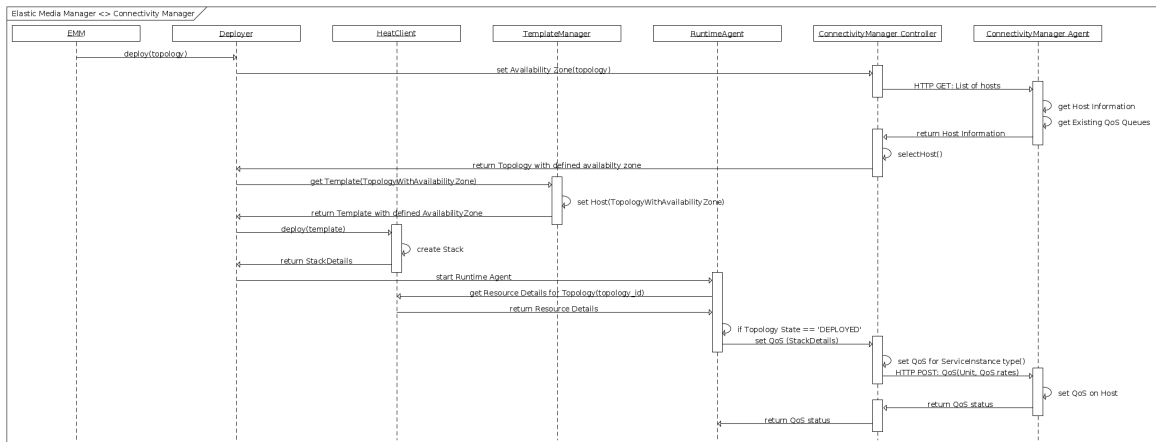 Elastic Media Manager <> Connectivity Manager
EMM
Deployer
HeatClient
TemplateManager
RuntimeAgent
ConnectivityManager Controller
ConnectivityManager Agent
deploy(topology)
set Availability Zone(topology)
HTTP GET: List of hosts
get Host Information
get Existing QoS Queues
return Host Information
selectHost()
return Topology with defined availabilty zone
get Template(TopologyWithAvailabilityZone)
set Host(TopologyWithAvailabilityZone)
return Template with defined AvailabilityZone
deploy(template)
create Stack
return StackDetails
start Runtime Agent
get Resource Details for Topology(topology_id)
return Resource Details
if Topology State == 'DEPLOYED'
set QoS (StackDetails)
set QoS for ServiceInstance type()
HTTP POST: QoS(Unit, QoS rates)
set QoS on Host
return QoS status
return QoS status